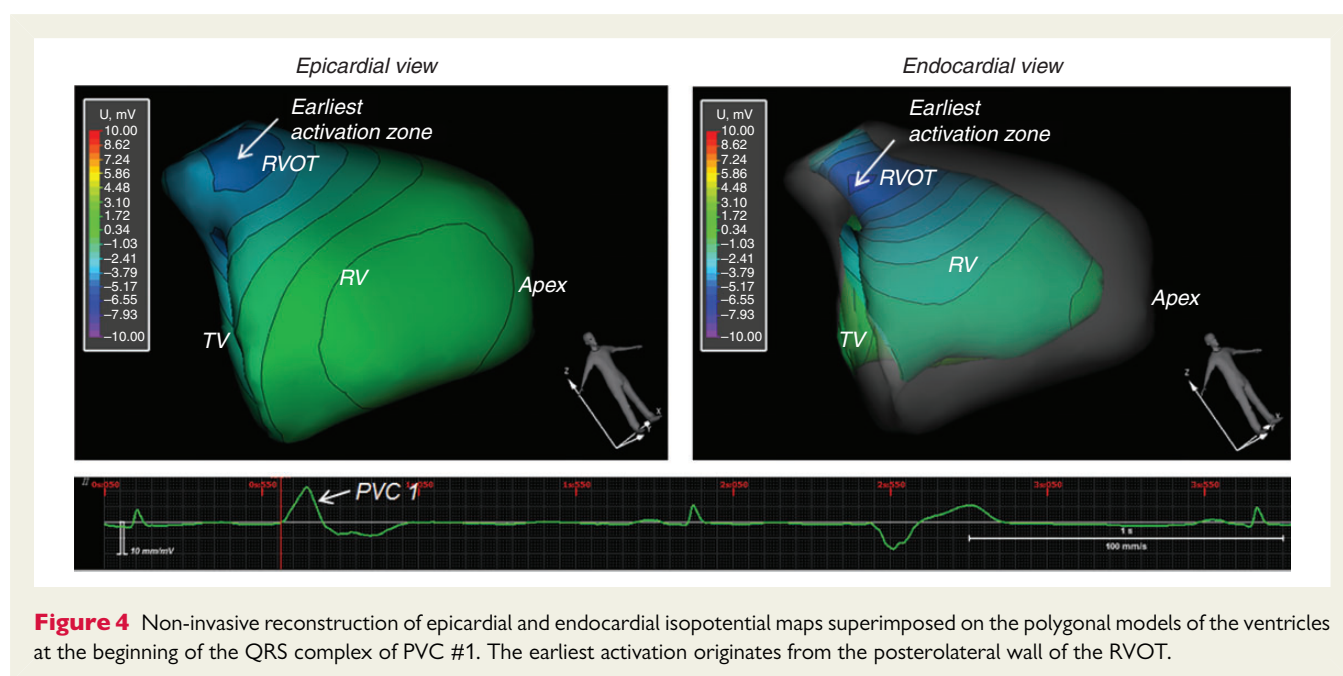 Epicardial view
Endocardial view
U, mV
10.00
8.62
7.24
5.86
4.48
3.10
1.72
0.34
−1.03
−2.41
−3.79
−5.17
−6.55
−7.93
−10.00
Earliest
activation zone
RVOT
RV
Apex
TV
Z
X
U, mV
10.00
8.62
7.24
5.86
4.48
3.10
1.72
0.34
−1.03
−2.41
−3.79
−5.17
−6.55
−7.93
−10.00
Earliest
activation zone
RVOT
RV
Apex
TV
Z
II
PVC 1
10 mm/mV
1 s
100 mm/s
Figure 4 Non-invasive reconstruction of epicardial and endocardial isopotential maps superimposed on the polygonal models of the ventricles
at the beginning of the QRS complex of PVC #1. The earliest activation originates from the posterolateral wall of the RVOT.